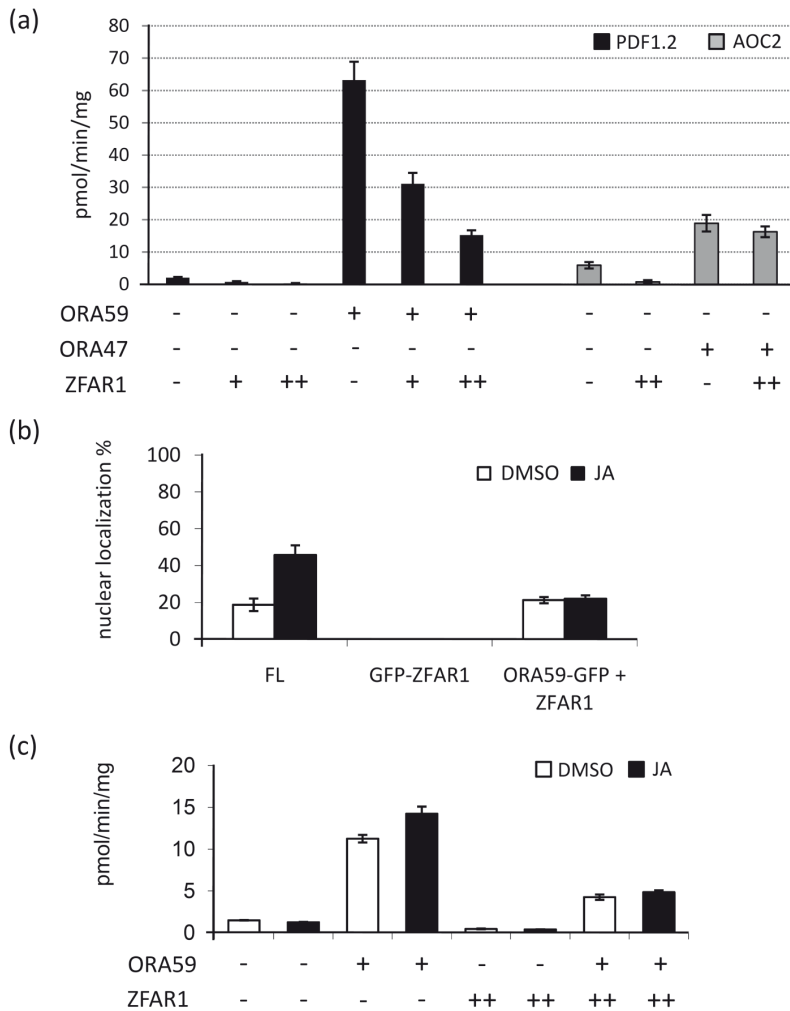 (a)
80
70
60
50
40
30
20
10
0
pmol/min/mg
PDF1.2 AOC2
ORA59 - - - + + + - - - -
ORA47 - - - - - - - - + +
ZFAR1 - + ++ - + ++ - ++ - ++
(b)
100
80
60
40
20
0
nuclear localization %
DMSO JA
FL GFP-ZFAR1 ORA59-GFP +
ZFAR1
(c)
20
15
10
5
0
pmol/min/mg
DMSO JA
ORA59 - - + + - - + +
ZFAR1 - - - - ++ ++ ++ ++